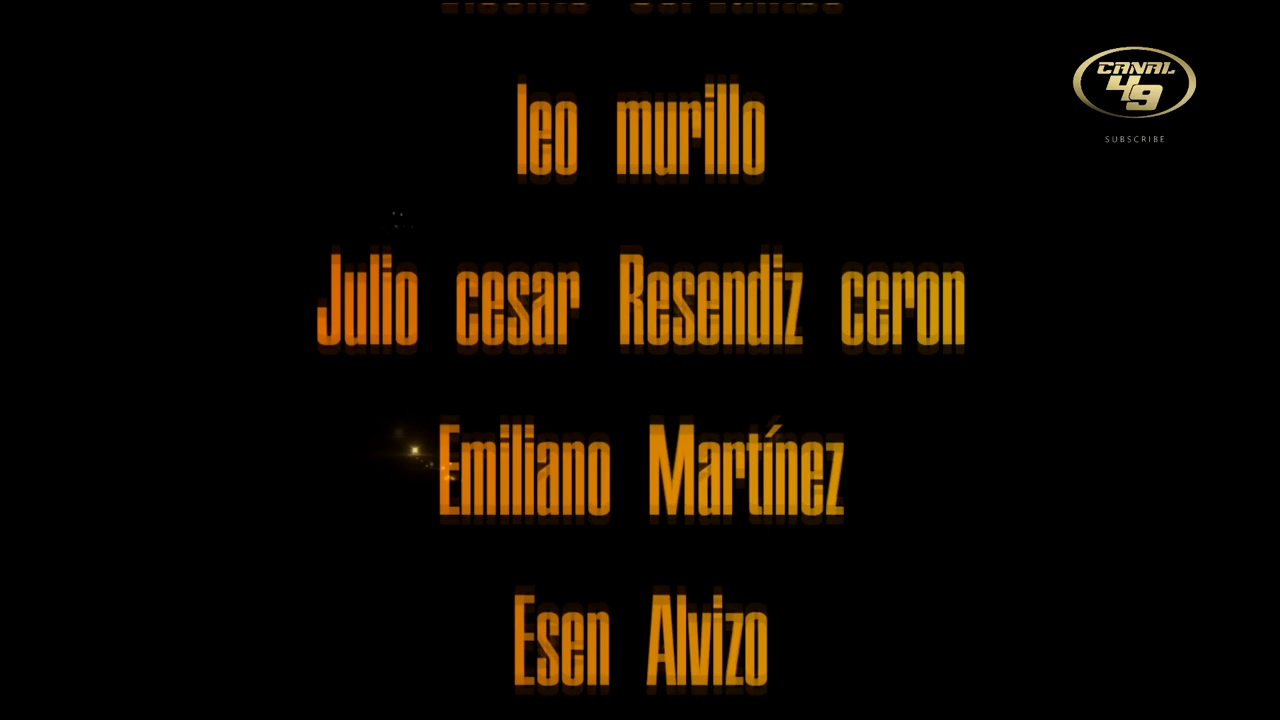 leo murillo
Julio cesar Resendiz ceron
Emiliano Martínez
Esen Alvizo
CANAL
49
SUBSCRIBE